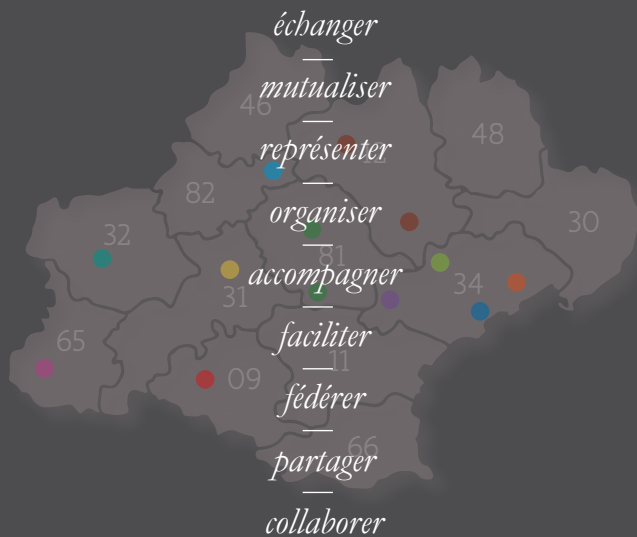 échanger
mutualiser
46
48
représenter
12
82
organiser
30
32
81
accompagner
34
31
faciliter
65
11
09
fédérer
66
partager
collaborer